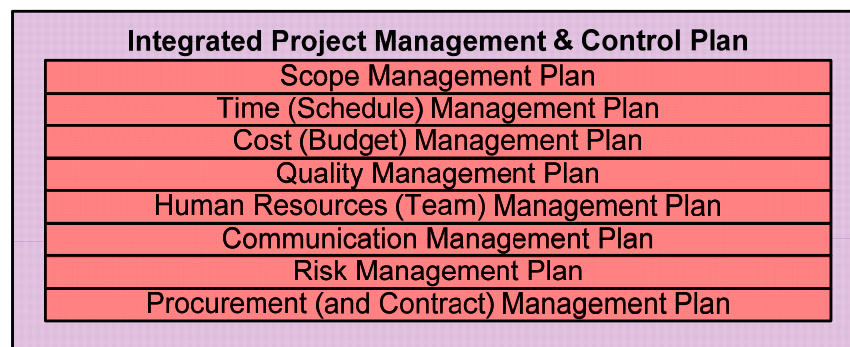 Integrated Project Management & Control Plan
Scope Management Plan
Time (Schedule) Management Plan
Cost (Budget) Management Plan
Quality Management Plan
Human Resources (Team) Management Plan
Communication Management Plan
Risk Management Plan
Procurement (and Contract) Management Plan